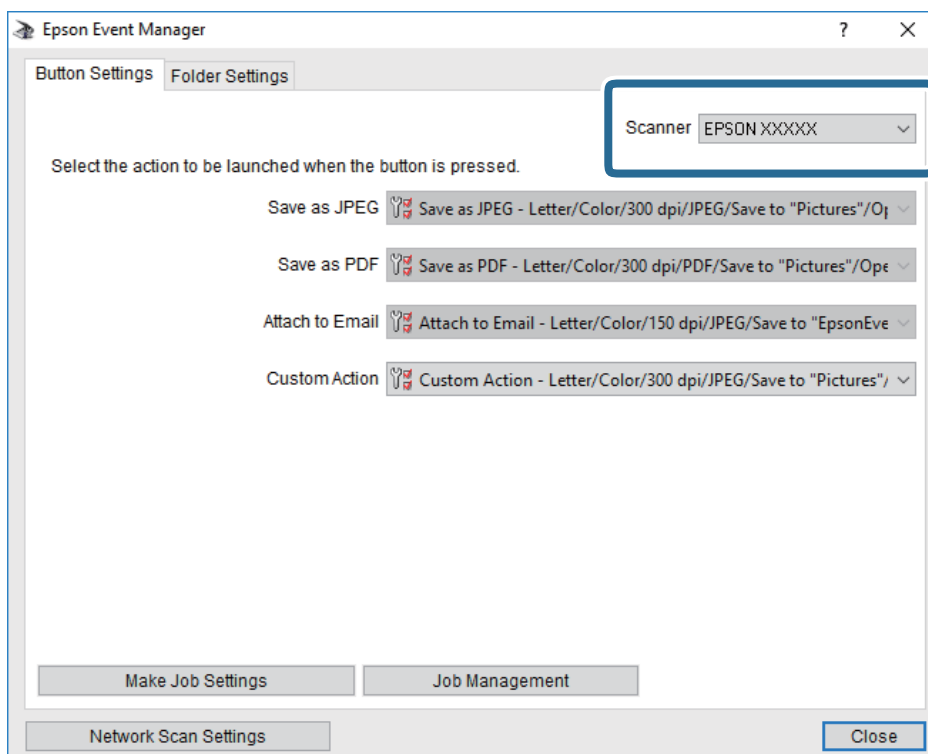 Epson Event Manager
Button Settings
Folder Settings
Scanner EPSON XXXXX
Select the action to be launched when the button is pressed.
Save as JPEG Save as JPEG - Letter/Color/300 dpi/JPEG/Save to "Pictures"/Op
Save as PDF Save as PDF - Letter/Color/300 dpi/PDF/Save to "Pictures"/Ope
Attach to Email Attach to Email - Letter/Color/150 dpi/JPEG/Save to "EpsonEve
Custom Action Custom Action - Letter/Color/300 dpi/JPEG/Save to "Pictures"/
Make Job Settings
Job Management
Network Scan Settings
Close